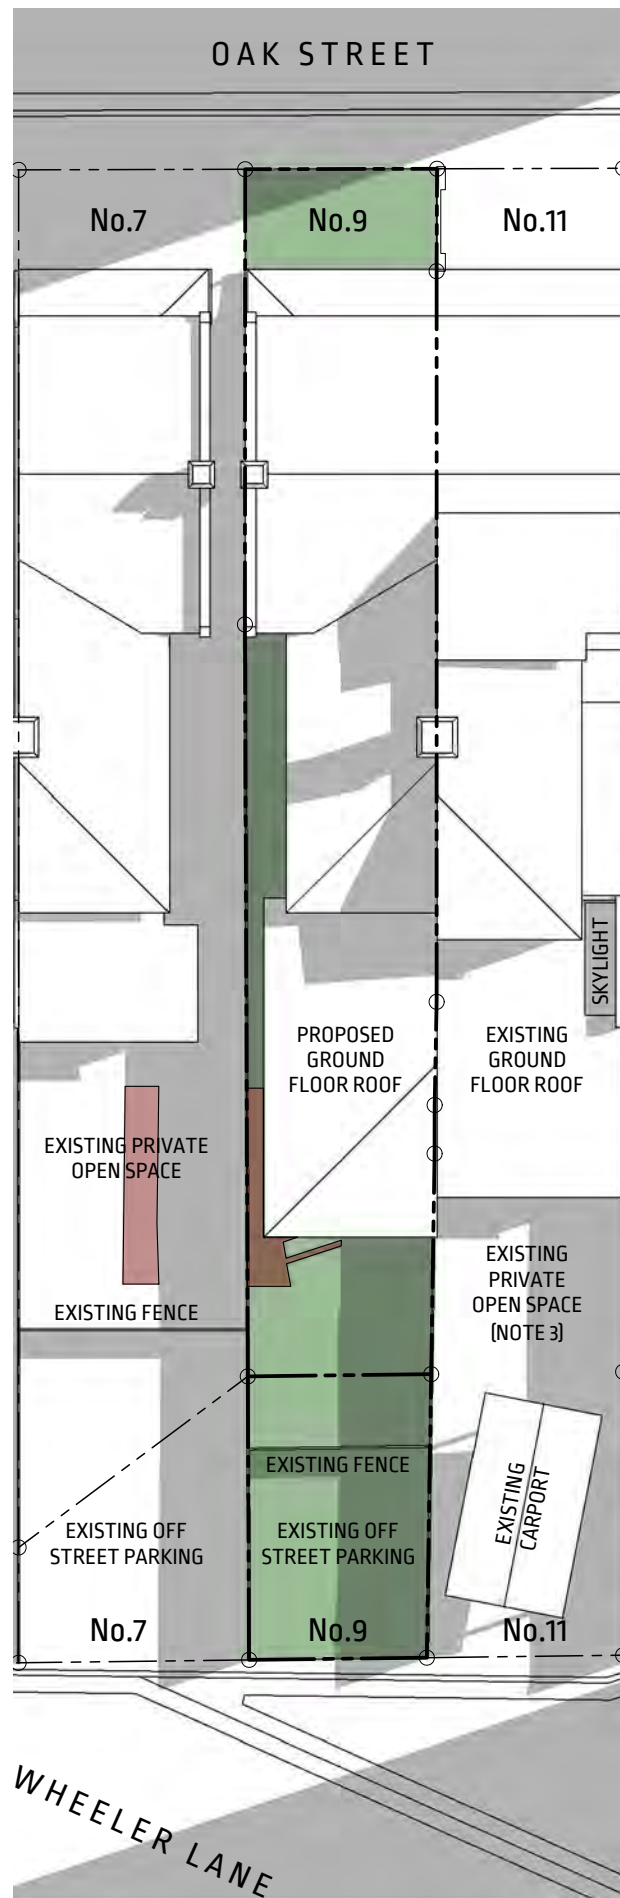 OAK STREET
No.7
No.9
No.11
SKYLIGHT
PROPOSED
GROUND
FLOOR ROOF
EXISTING
GROUND
FLOOR ROOF
EXISTING PRIVATE
OPEN SPACE
EXISTING FENCE
EXISTING
PRIVATE
OPEN SPACE
(NOTE 3)
EXISTING FENCE
EXISTING
CARPORT
EXISTING OFF
STREET PARKING
EXISTING OFF
STREET PARKING
No.7
No.9
No.11
WHEELER LANE